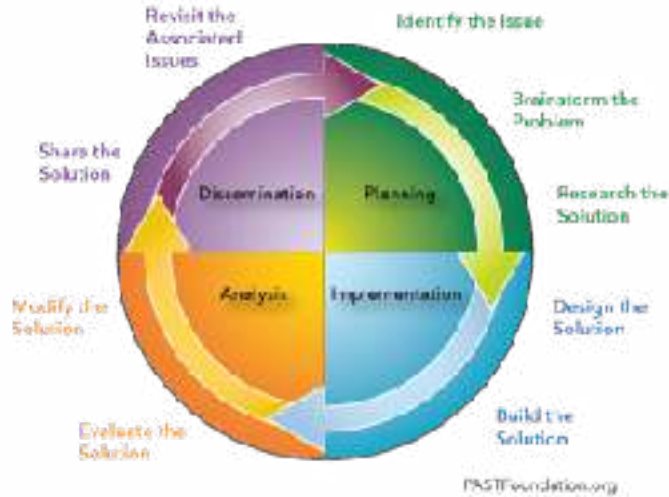 Identify the Issue
Brainstorm the
Problem
Research the
Solution
Design the
Solution
Build the
Solution
Evaluate the
Solution
Modify the
Solution
Share the
Solution
Revisit the
Associated
Issues
Dissemination
Planning
Analysis
Implementation
PASTFoundation.org